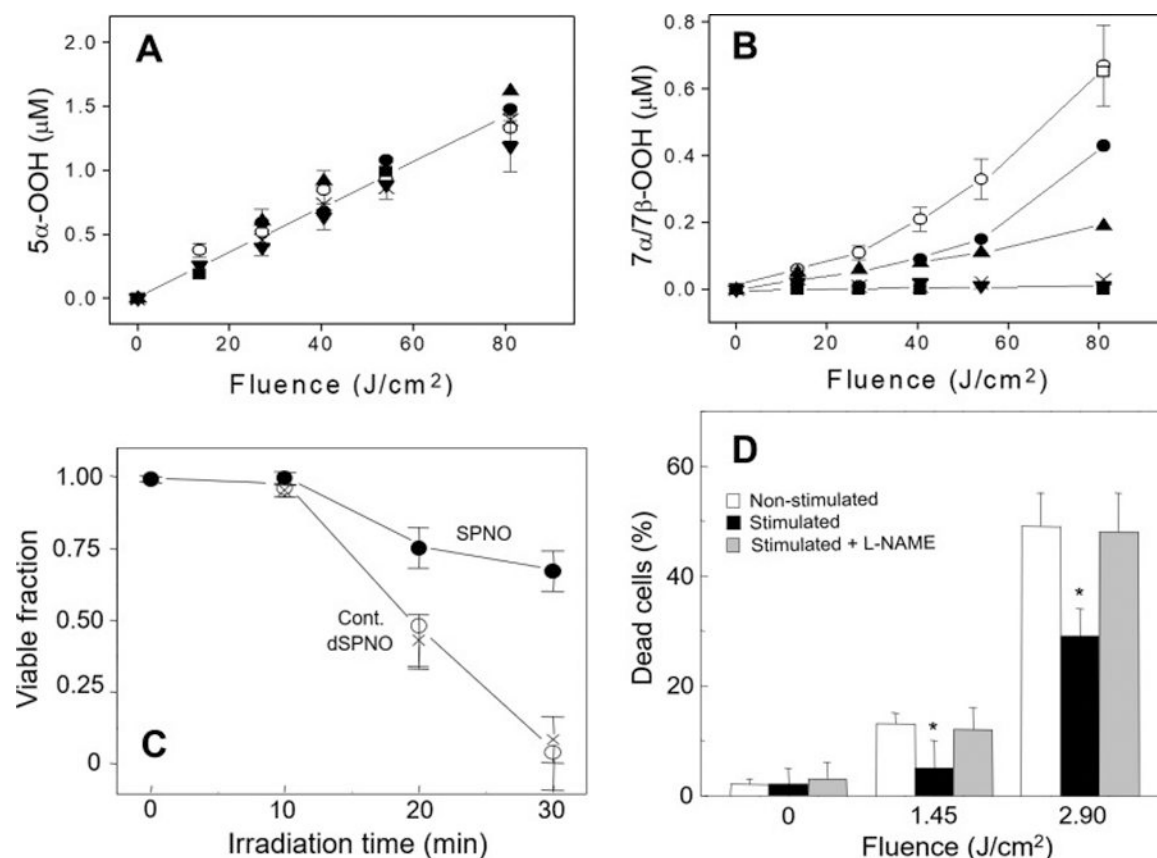 A
5α-OOH (μM)
2.0
1.5
1.0
0.5
0.0
0 20 40 60 80
Fluence (J/cm²)
B
7α/7β-OOH (μM)
0.8
0.6
0.4
0.2
0.0
0 20 40 60 80
Fluence (J/cm²)
C
Viable fraction
1.00
0.75
0.50
0.25
0
SPNO
Cont.
dSPNO
0 10 20 30
Irradiation time (min)
D
Dead cells (%)
60
40
20
0
Non-stimulated
Stimulated
Stimulated + L-NAME
*
*
0 1.45 2.90
Fluence (J/cm²)